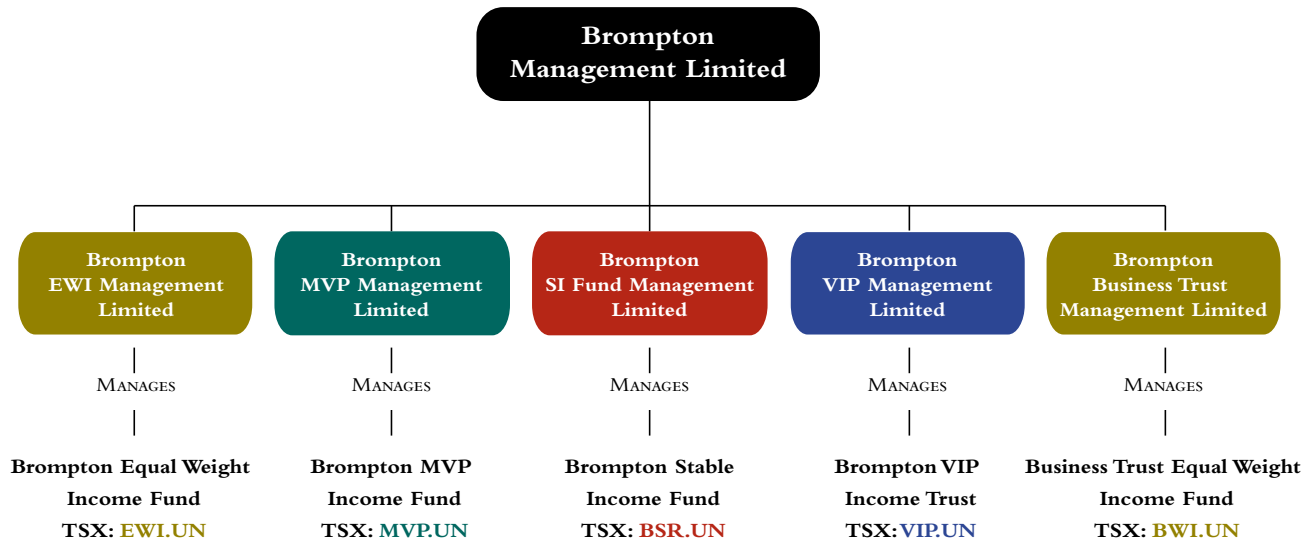 Brompton
Management Limited
Brompton
EWI Management
Limited
Brompton
MVP Management
Limited
Brompton
SI Fund Management
Limited
Brompton
VIP Management
Limited
Brompton
Business Trust
Management Limited
MANAGES
MANAGES
MANAGES
MANAGES
MANAGES
Brompton Equal Weight
Income Fund
TSX: EWI.UN
Brompton MVP
Income Fund
TSX: MVP.UN
Brompton Stable
Income Fund
TSX: BSR.UN
Brompton VIP
Income Trust
TSX: VIP.UN
Business Trust Equal Weight
Income Fund
TSX: BWI.UN